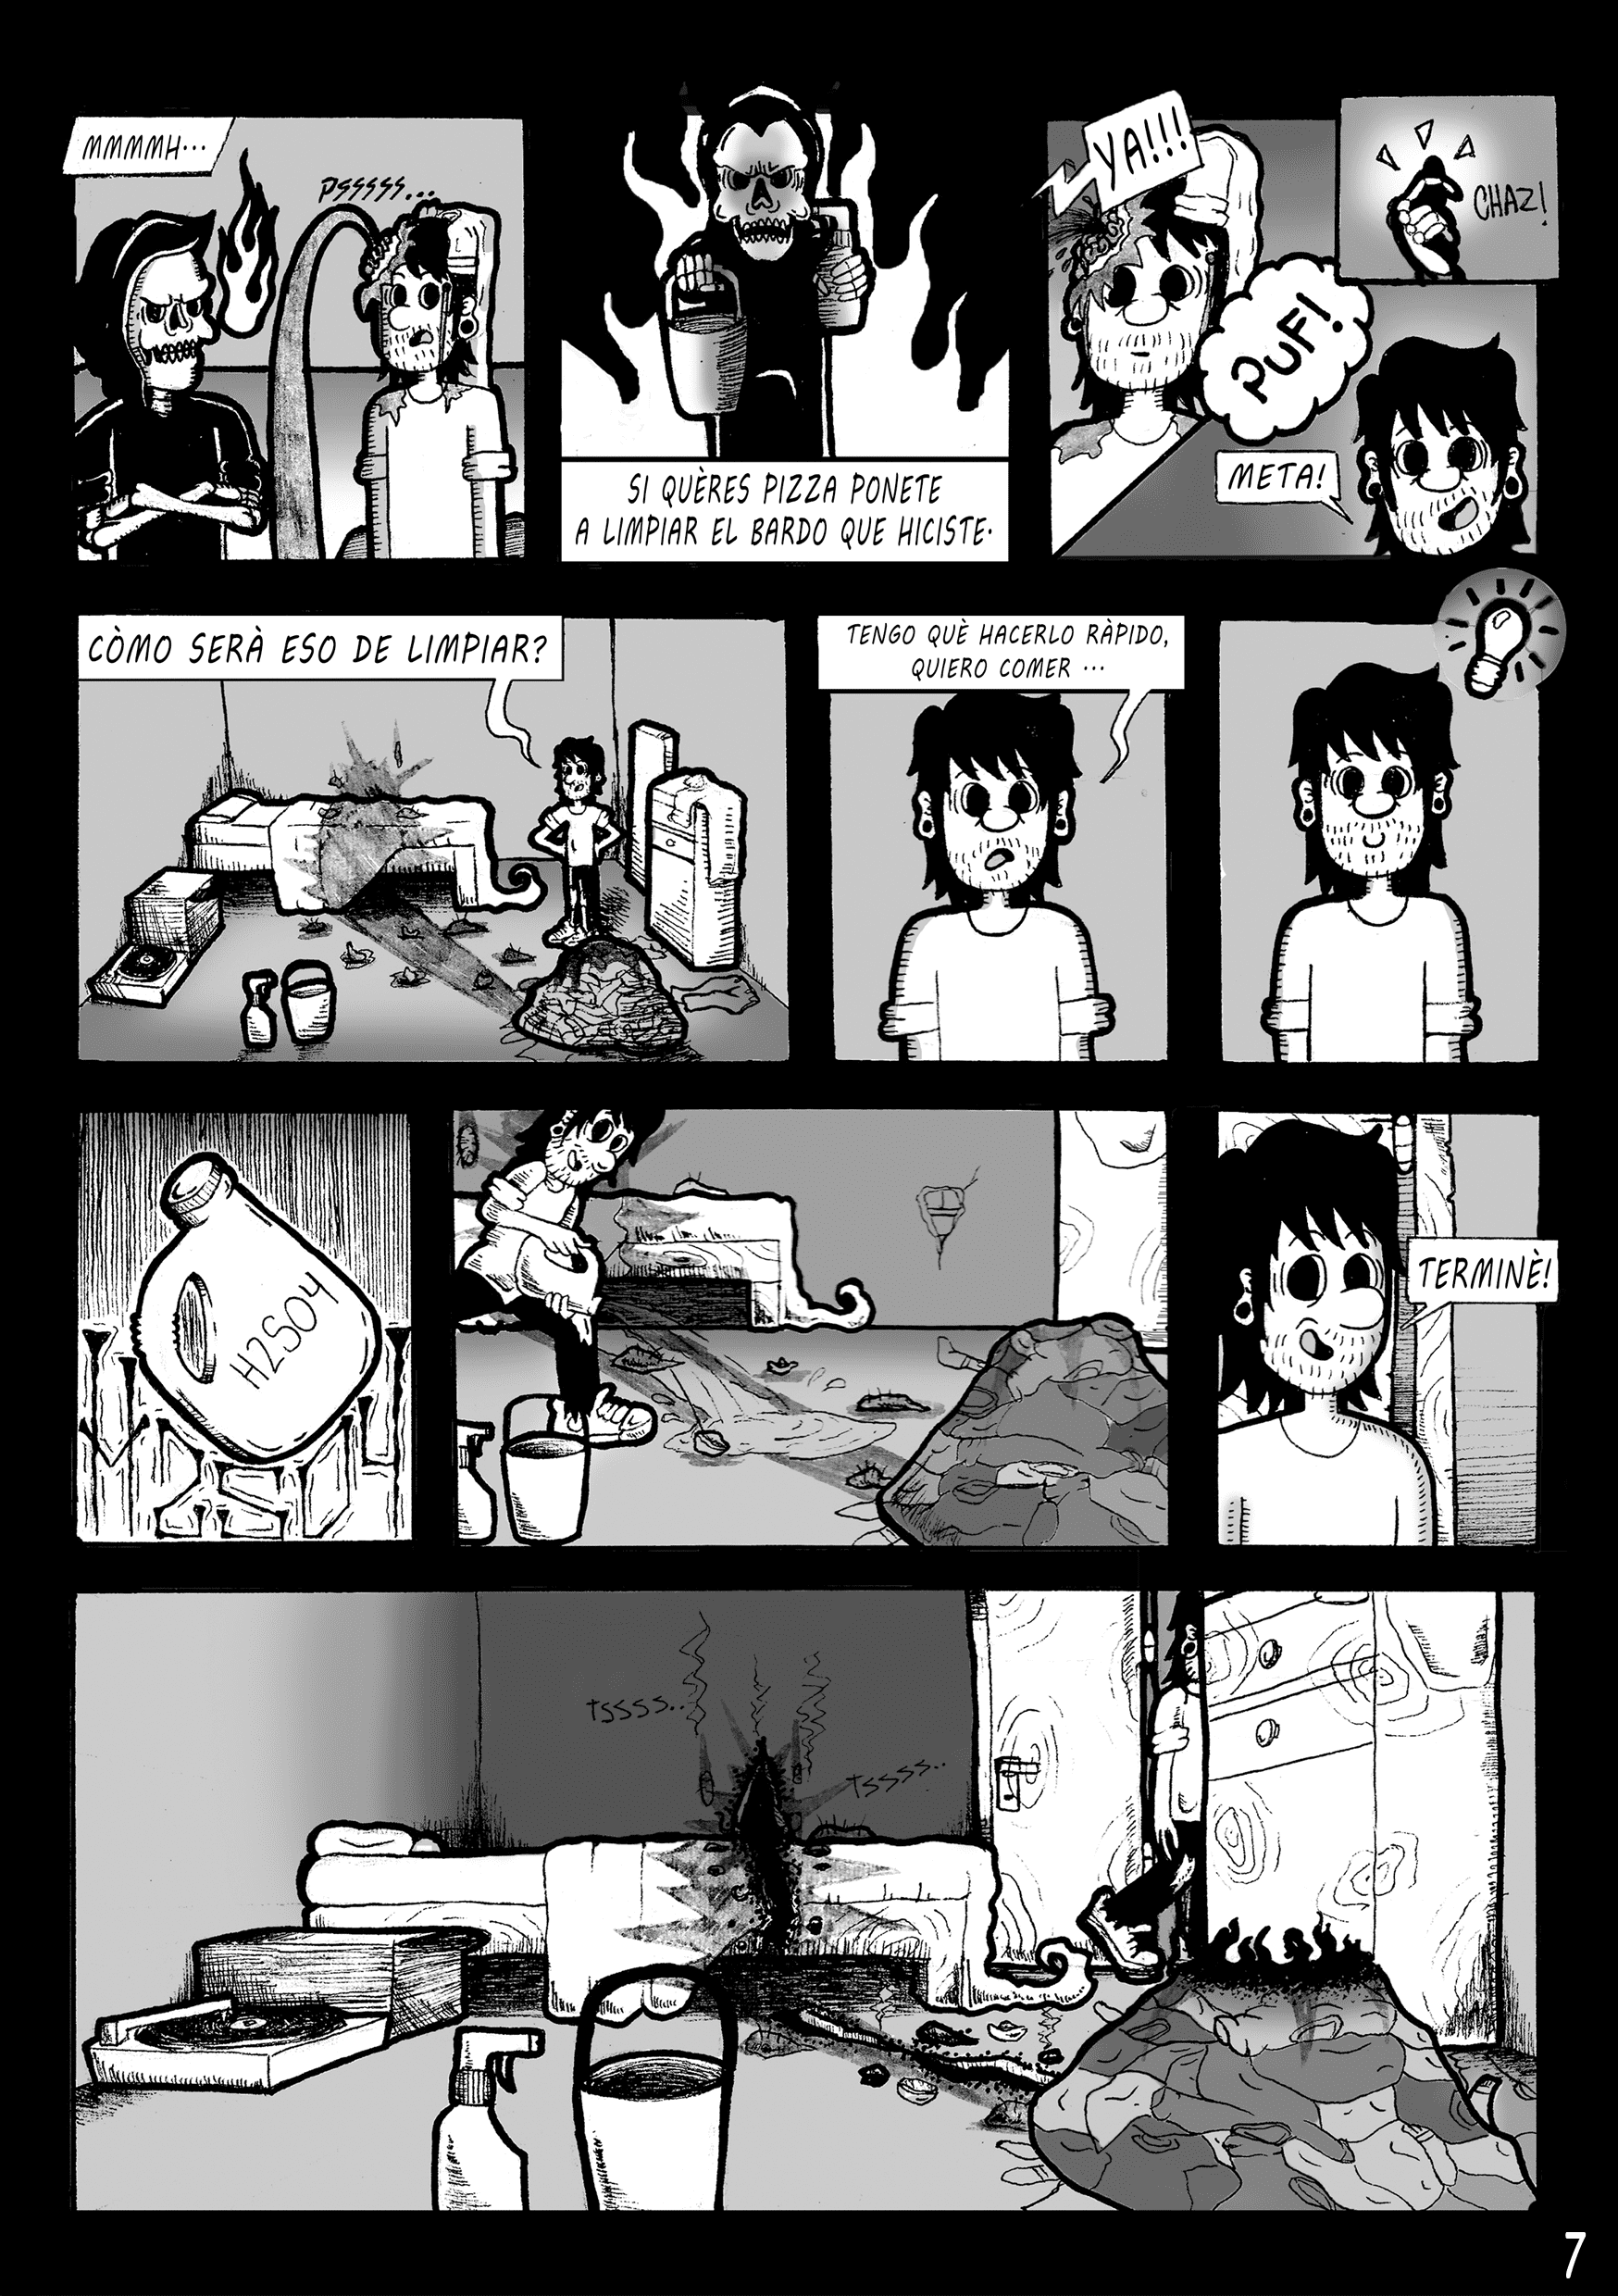 MMMMH...
PSSSSS...
SI QUÈRES PIZZA PONETE
A LIMPIAR EL BARDO QUE HICISTE.
YA!!!
CHAZ!
PUF!
META!
CÒMO SERÀ ESO DE LIMPIAR?
TENGO QUÈ HACERLO RÀPIDO,
QUIERO COMER ...
H2SO4
TERMINÈ!
TSSSS..
TSSSS..
7